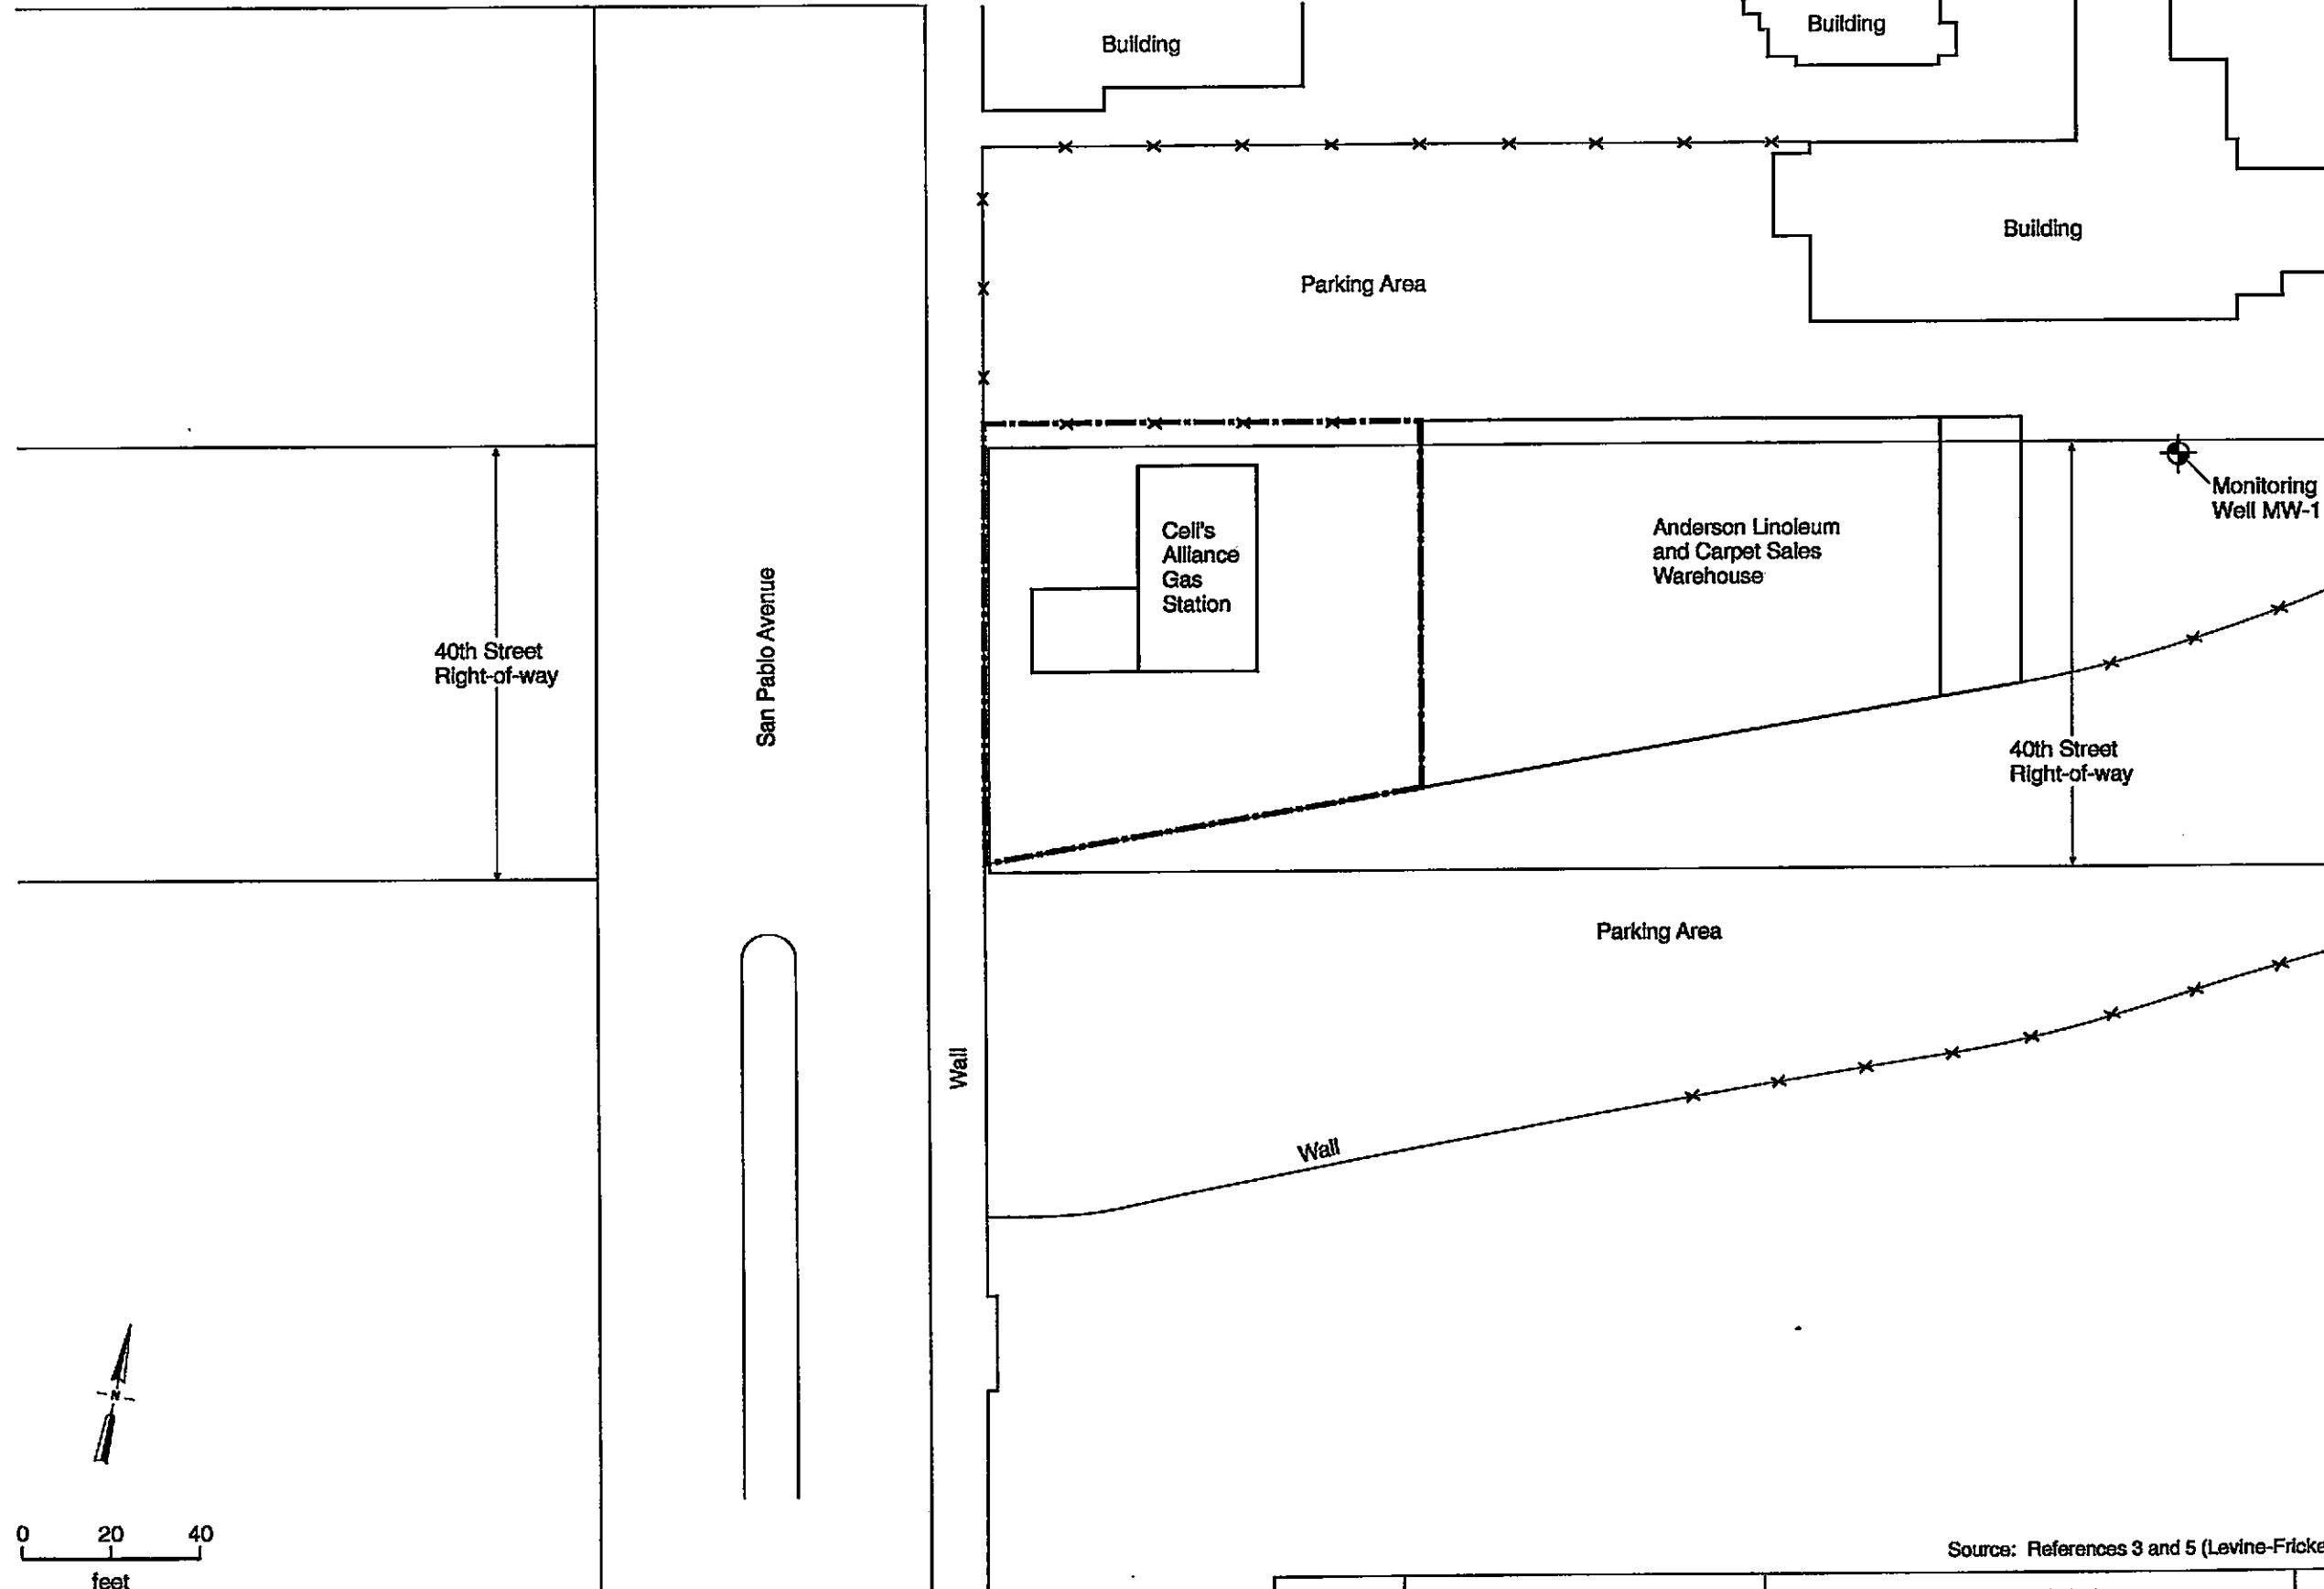 Building
Building
Building
Parking Area
Monitoring
Well MW-1
Cell's
Alliance
Gas
Station
Anderson Linoleum
and Carpet Sales
Warehouse
40th Street
Right-of-way
San Pablo Avenue
40th Street
Right-of-way
Parking Area
Wall
Wall
N
0 20 40
feet
Source: References 3 and 5 (Levine-Fricke